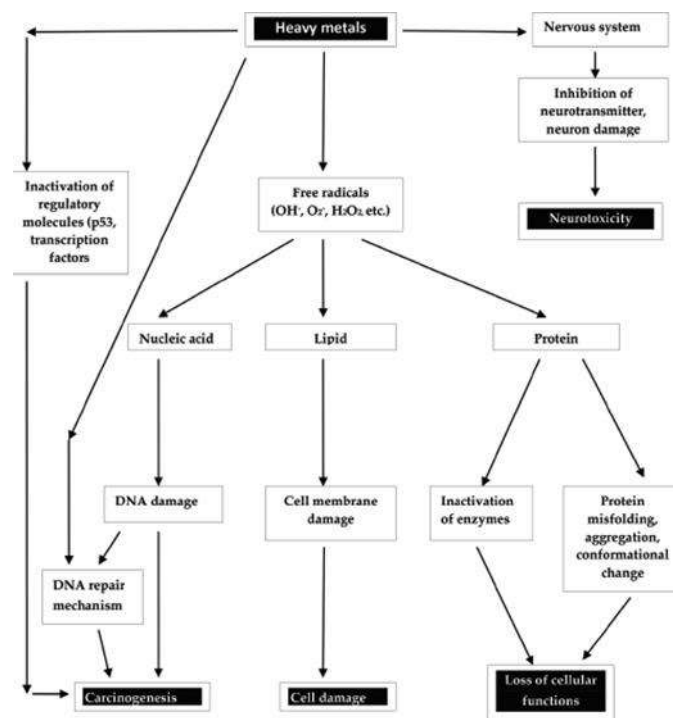 Heavy metals
Nervous system
Inhibition of
neurotransmitter,
neuron damage
Neurotoxicity
Inactivation of
regulatory
molecules (p53,
transcription
factors
Free radicals
(OH·, O₂·, H₂O₂, etc.)
Nucleic acid
Lipid
Protein
DNA damage
Cell membrane
damage
Inactivation
of enzymes
Protein
misfolding,
aggregation,
conformational
change
DNA repair
mechanism
Carcinogenesis
Cell damage
Loss of cellular
functions